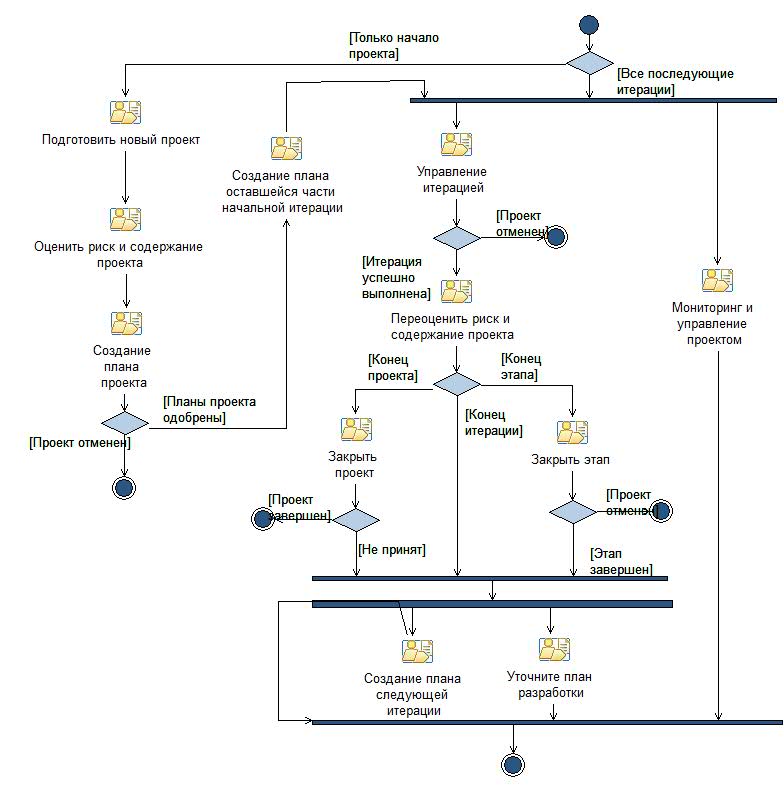 [Только начало
проекта]
[Все последующие
итерации]
Подготовить новый проект
Создание плана
оставшейся части
начальной итерации
Управление
итерацией
[Проект
отменен]
Оценить риск и содержание
проекта
[Итерация
успешно
выполнена]
Мониторинг и
управление
проектом
Переоценить риск и
содержание проекта
Создание
плана
проекта
[Конец
проекта]
[Конец
этапа]
[Планы проекта
одобрены]
[Конец
итерации]
[Проект отменен]
Закрыть
проект
Закрыть этап
[Проект
завершен]
[Проект
отменен]
[Не принят]
[Этап
завершен]
Создание плана
следующей
итерации
Уточните план
разработки